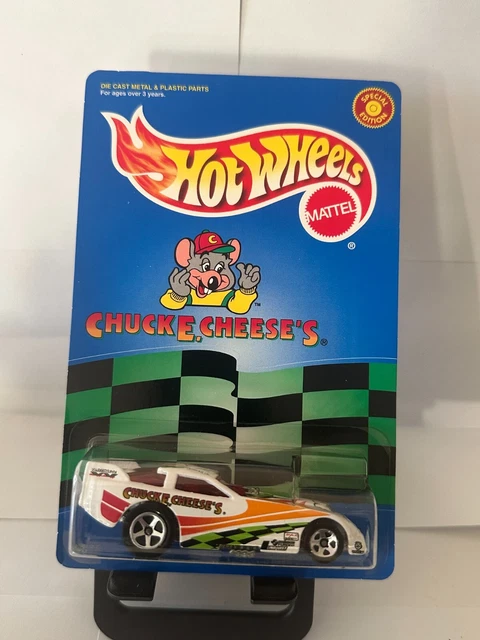 DIE CAST METAL & PLASTIC PARTS
For ages over 3 years.
SPECIAL EDITION
HOT WHEELS
MATTEL
®
C
™
CHUCK E. CHEESE'S®
CHUCK E. CHEESE'S.